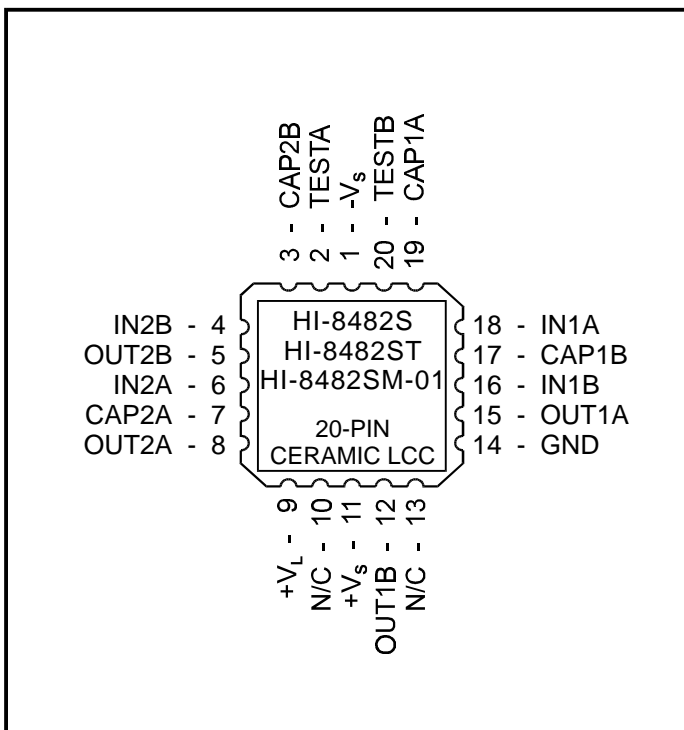 3 - CAP2B
2 - TESTA
1 - -Vs
20 - TESTB
19 - CAP1A
IN2B - 4
OUT2B - 5
IN2A - 6
CAP2A - 7
OUT2A - 8
HI-8482S
HI-8482ST
HI-8482SM-01
20-PIN
CERAMIC LCC
18 - IN1A
17 - CAP1B
16 - IN1B
15 - OUT1A
14 - GND
+VL - 9
N/C - 10
+Vs - 11
OUT1B - 12
N/C - 13